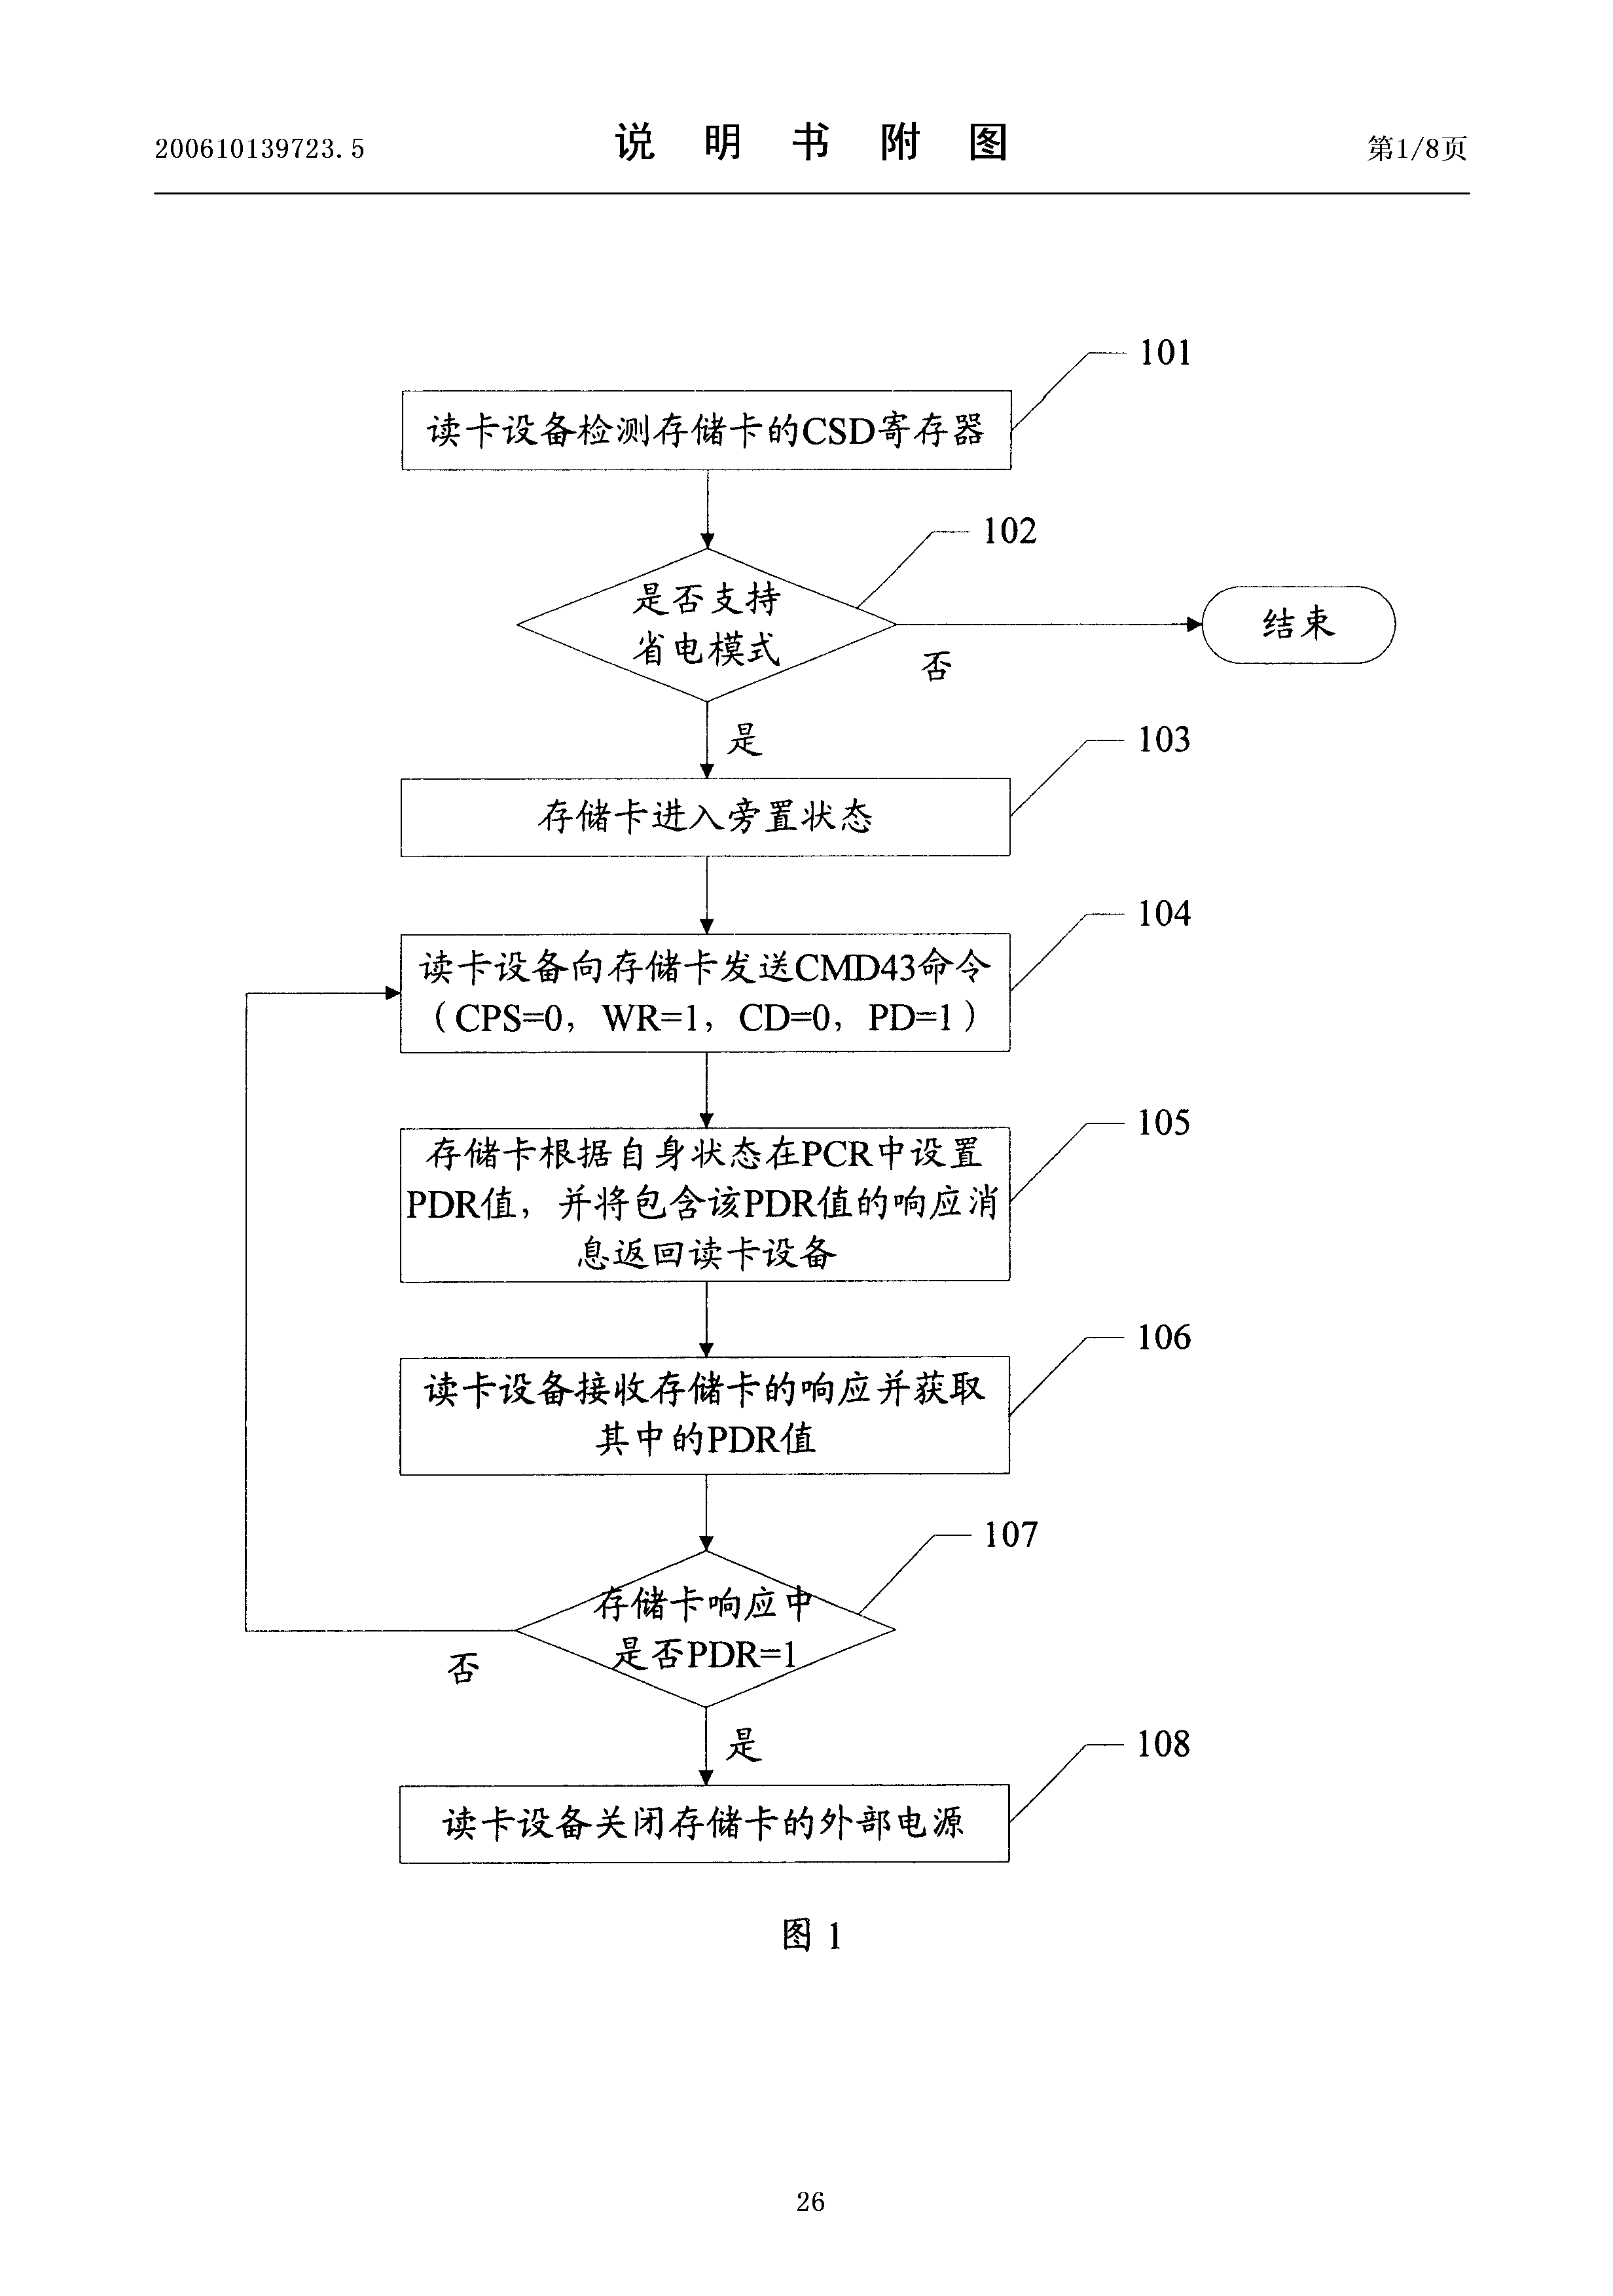 200610139723.5
说明书附图
第1/8页
101
读卡设备检测存储卡的CSD寄存器
102
是否支持
省电模式
结束
否
是
103
存储卡进入旁置状态
104
读卡设备向存储卡发送CMD43命令
（CPS=0，WR=1，CD=0，PD=1）
105
存储卡根据自身状态在PCR中设置
PDR值，并将包含该PDR值的响应消
息返回读卡设备
106
读卡设备接收存储卡的响应并获取
其中的PDR值
107
存储卡响应中
是否PDR=1
否
是
108
读卡设备关闭存储卡的外部电源
图 1
26